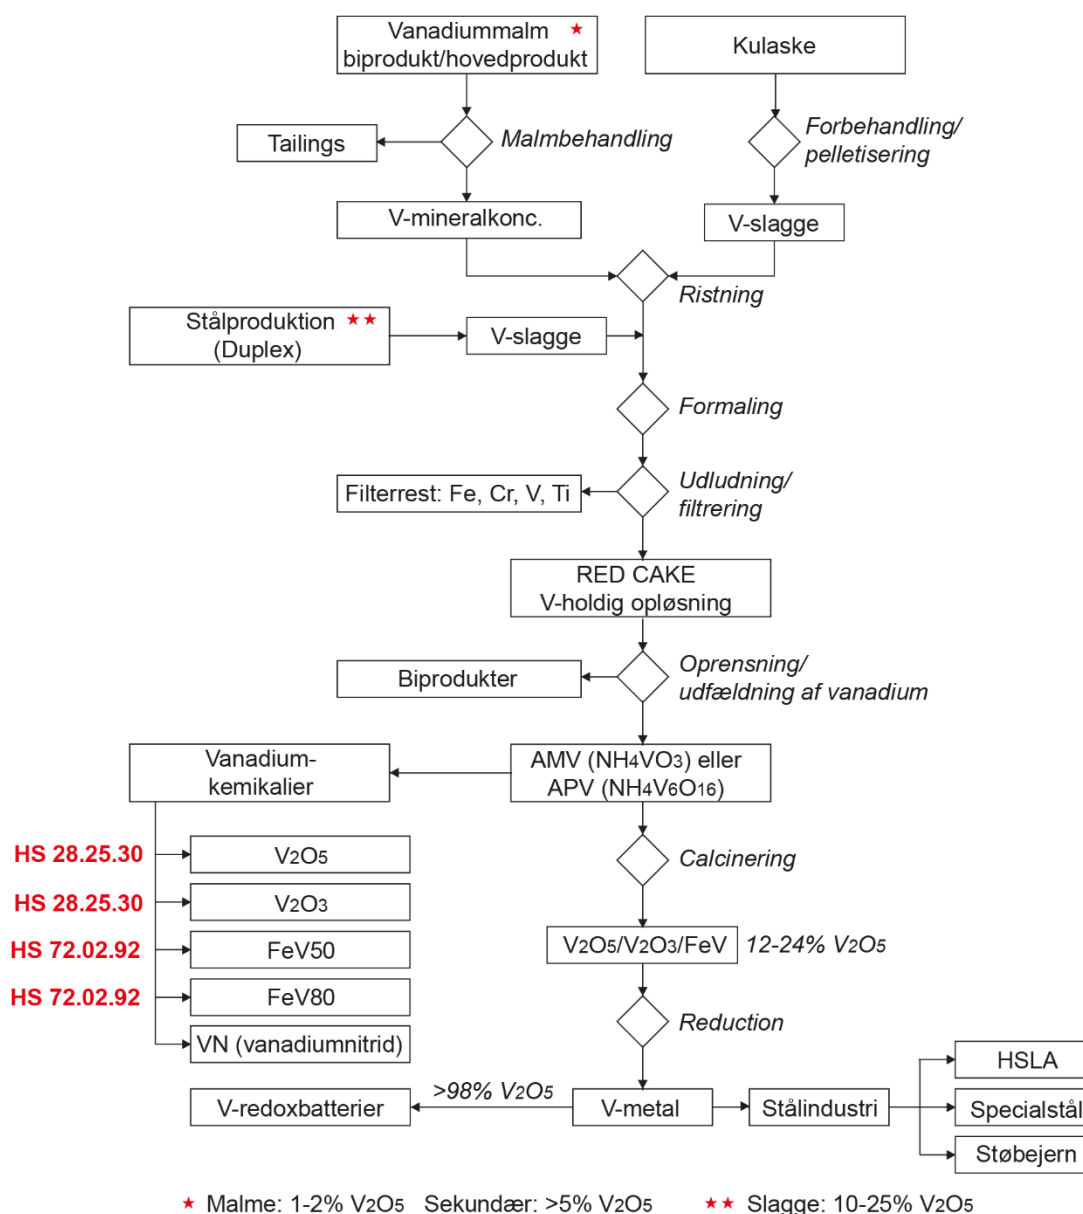 Vanadiummalm ★
biprodukt/hovedprodukt
Kulaske
Tailings
Malmbehandling
Forbehandling/
pelletisering
V-mineralkonc.
V-slagge
Ristning
Stålproduktion ★★
(Duplex)
V-slagge
Formaling
Filterrest: Fe, Cr, V, Ti
Udludning/
filtrering
RED CAKE
V-holdig opløsning
Biprodukter
Oprensning/
udfældning af vanadium
Vanadium-
kemikalier
AMV (NH4VO3) eller
APV (NH4V6O16)
HS 28.25.30
V2O5
Calcinering
HS 28.25.30
V2O3
HS 72.02.92
FeV50
V2O5/V2O3/FeV
12-24% V2O5
HS 72.02.92
FeV80
Reduction
VN (vanadiumnitrid)
HSLA
V-redoxbatterier
>98% V2O5
V-metal
Stålindustri
Specialstål
Støbejern
★ Malme: 1-2% V2O5 Sekundær: >5% V2O5 ★★ Slagge: 10-25% V2O5